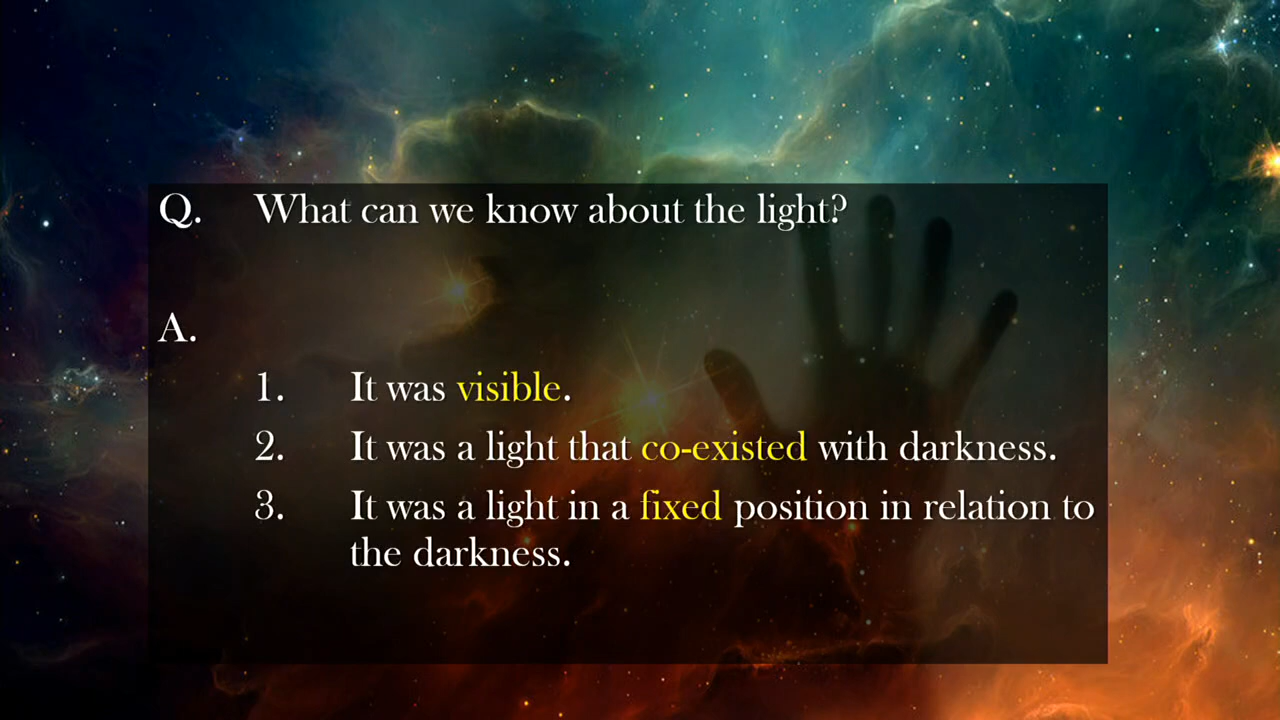 Q. What can we know about the light?
A.
1. It was visible.
2. It was a light that co-existed with darkness.
3. It was a light in a fixed position in relation to
the darkness.